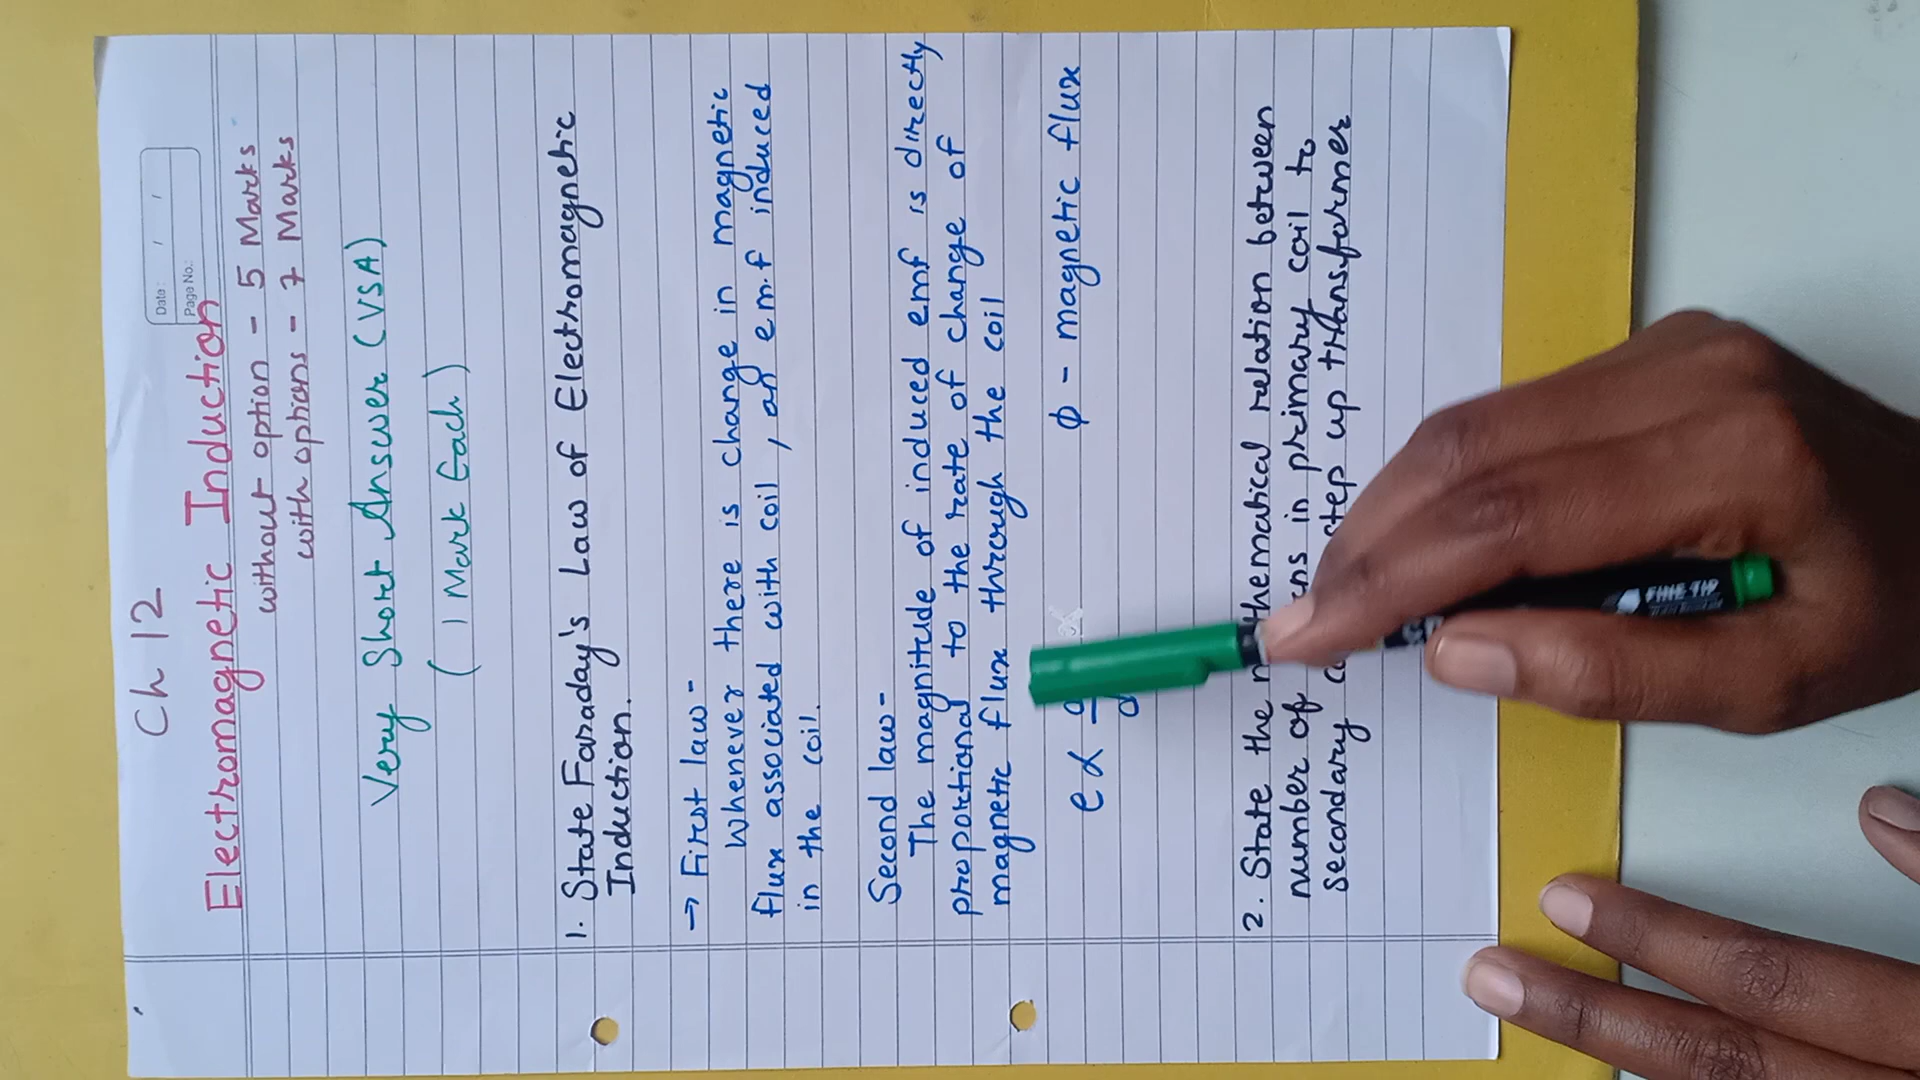 Date: / /
Page No.:
Ch 12
Electromagnetic Induction
without option - 5 Marks
with options - 7 Marks
Very Short Answer (VSA)
(1 Mark Each)
1. State Faraday's Law of Electromagnetic
Induction.
→ First law -
Whenever there is change in magnetic
flux associated with coil, an e.m.f induced
in the coil.
Second law -
The magnitude of induced emf is directly
proportional to the rate of change of
magnetic flux through the coil
e ∝ ϕ - magnetic flux
2. State the relation between
number of in primary coil to
secondary step up transformer
FINE TIP